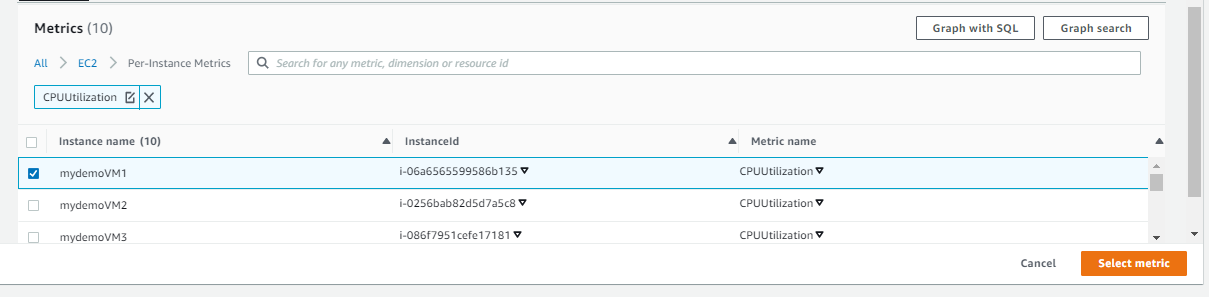 Metrics (10)
Graph with SQL
Graph search
All
EC2
Per-Instance Metrics
Search for any metric, dimension or resource id
CPUUtilization
Instance name (10)
InstanceId
Metric name
mydemoVM1
i-06a6565599586b135
CPUUtilization
mydemoVM2
i-0256bab82d5d7a5c8
CPUUtilization
mydemoVM3
i-086f7951cefe17181
CPUUtilization
Cancel
Select metric